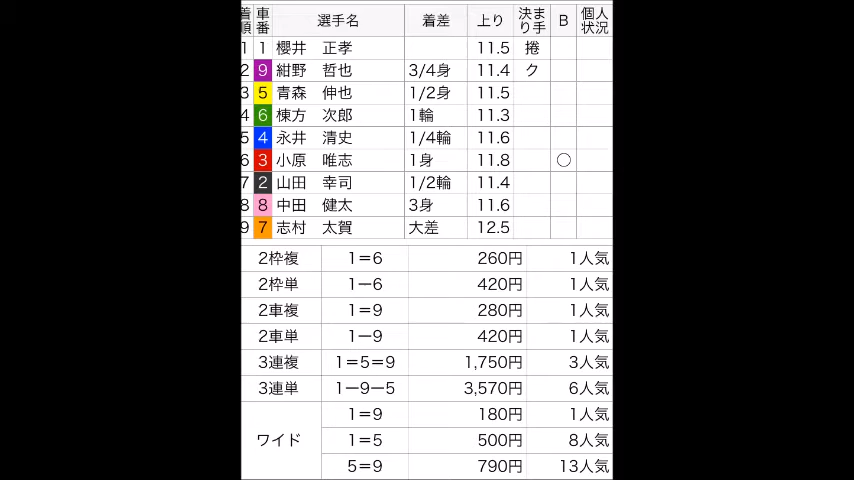 着順 車番 選手名 着差 上り 決まり手 B 個人状況
1 1 櫻井 正孝 11.5 捲
2 9 紺野 哲也 3/4身 11.4 ク
3 5 青森 伸也 1/2身 11.5
4 6 棟方 次郎 1輪 11.3
5 4 永井 清史 1/4輪 11.6
6 3 小原 唯志 1身 11.8 ○
7 2 山田 幸司 1/2輪 11.4
8 8 中田 健太 3身 11.6
9 7 志村 太賀 大差 12.5
2枠複 1=6 260円 1人気
2枠単 1ー6 420円 1人気
2車複 1=9 280円 1人気
2車単 1ー9 420円 1人気
3連複 1=5=9 1,750円 3人気
3連単 1ー9ー5 3,570円 6人気
ワイド 1=9 180円 1人気
1=5 500円 8人気
5=9 790円 13人気